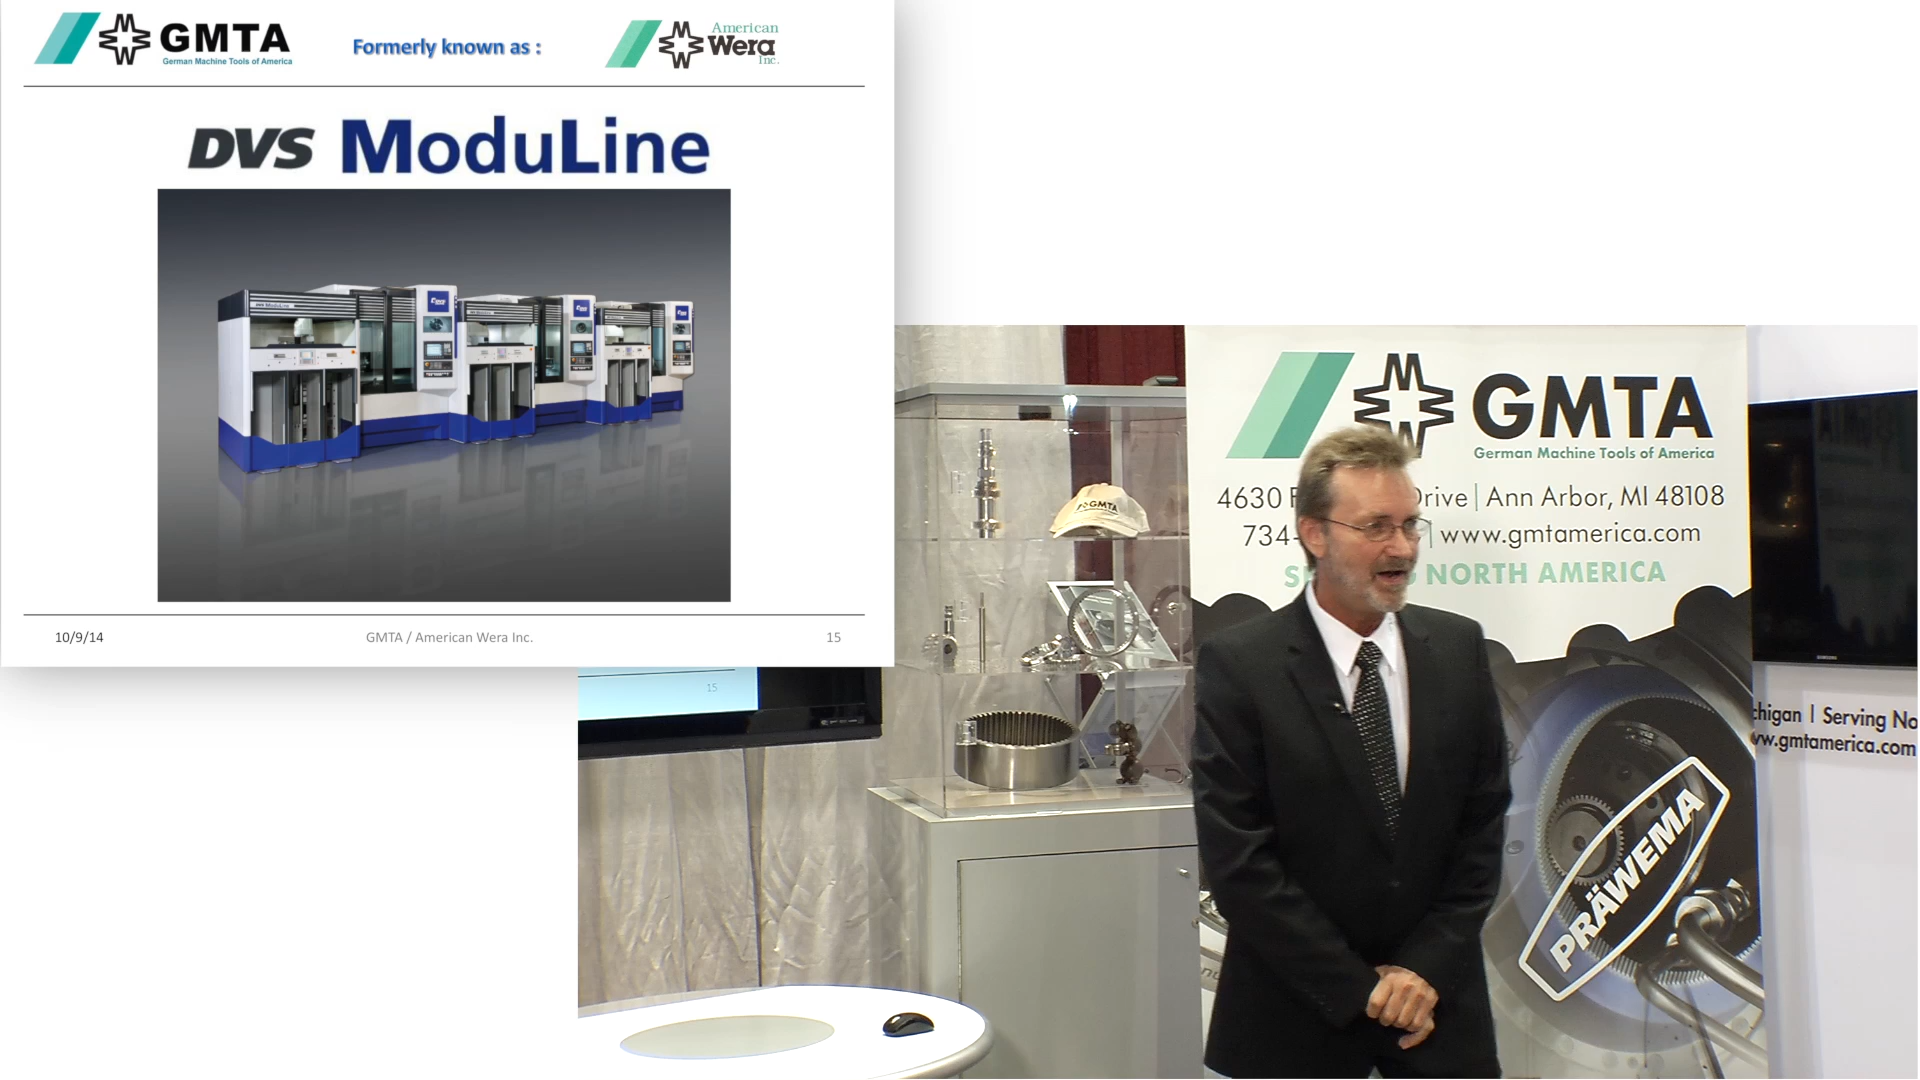 GMTA
German Machine Tools of America
Formerly known as :
American
Wera
Inc.
DVS ModuLine
10/9/14
GMTA / American Wera Inc.
15
15
GMTA
GMTA
German Machine Tools of America
4630
Drive | Ann Arbor, MI 48108
734-
| www.gmtamerica.com
NORTH AMERICA
SAMSUNG
chigan | Serving No
ww.gmtamerica.com
PRÄWEMA